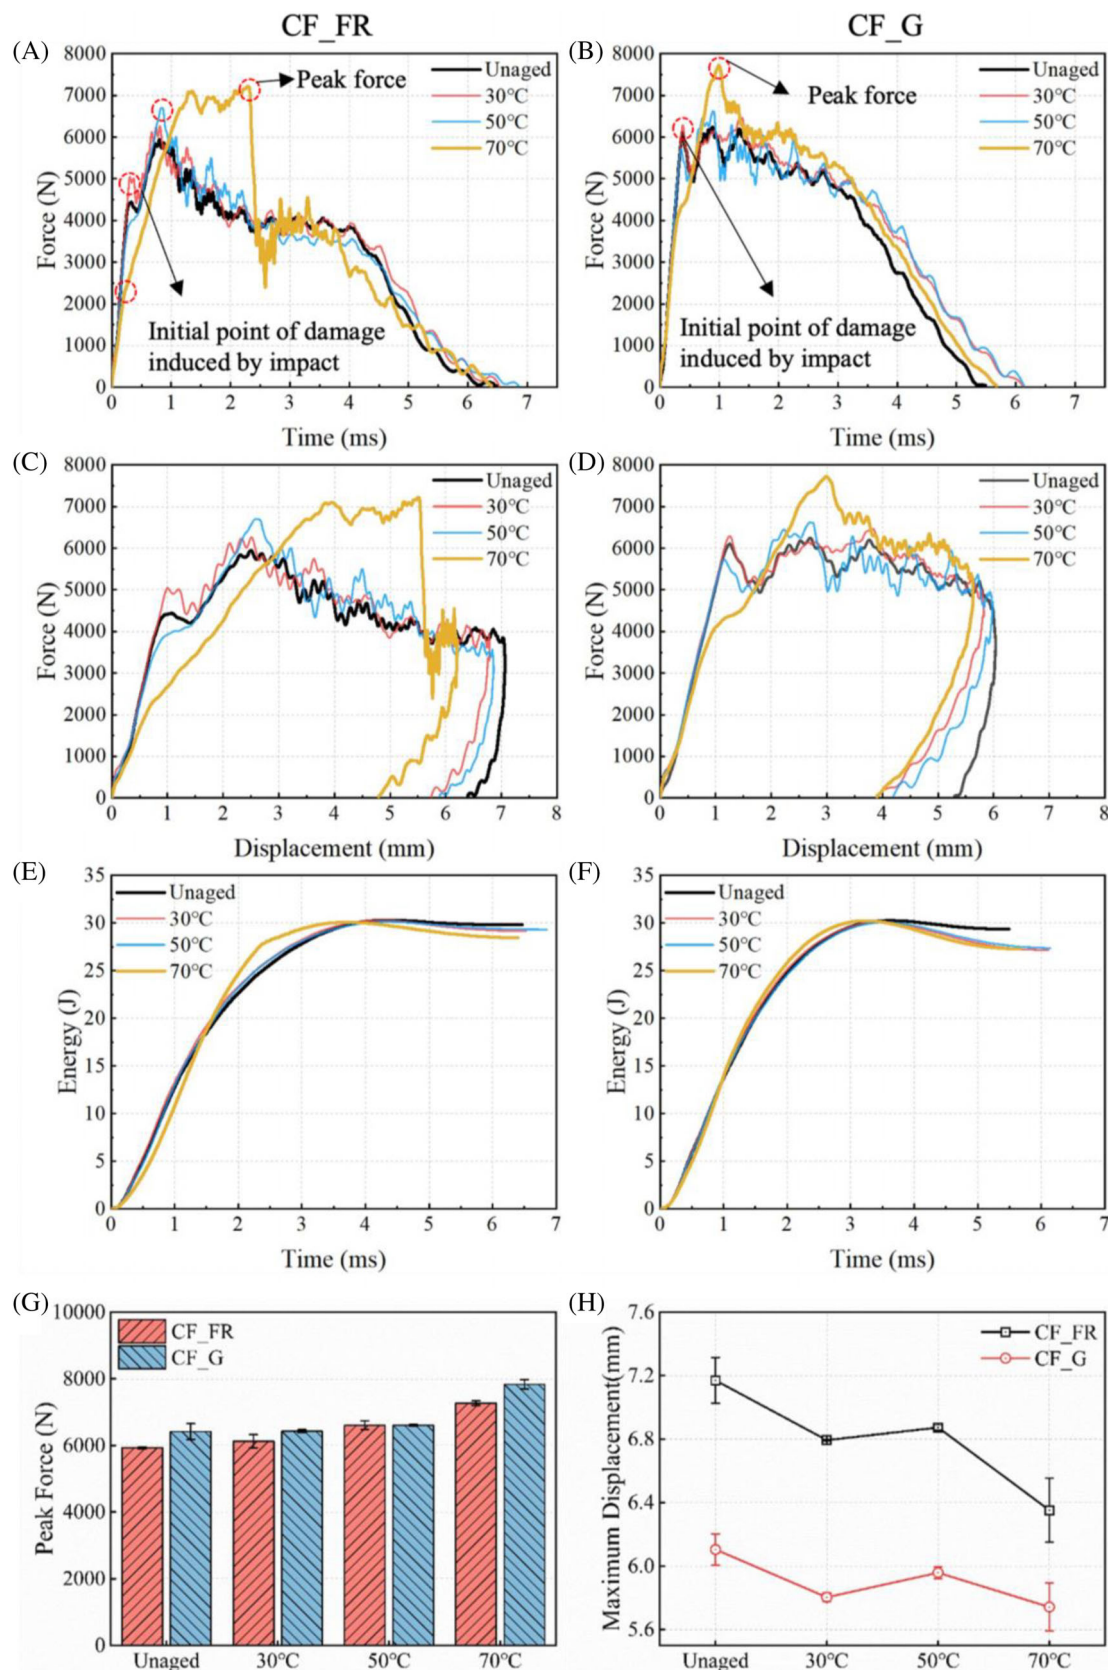 CF_FR
CF_G
(A)
8000
7000
6000
5000
4000
3000
2000
1000
0
Force (N)
Peak force
Unaged
30°C
50°C
70°C
Initial point of damage
induced by impact
0 1 2 3 4 5 6 7
Time (ms)
(B)
8000
7000
6000
5000
4000
3000
2000
1000
0
Force (N)
Peak force
Unaged
30°C
50°C
70°C
Initial point of damage
induced by impact
0 1 2 3 4 5 6 7
Time (ms)
(C)
8000
7000
6000
5000
4000
3000
2000
1000
0
Force (N)
Unaged
30°C
50°C
70°C
0 1 2 3 4 5 6 7 8
Displacement (mm)
(D)
8000
7000
6000
5000
4000
3000
2000
1000
0
Force (N)
Unaged
30°C
50°C
70°C
0 1 2 3 4 5 6 7 8
Displacement (mm)
(E)
35
30
25
20
15
10
5
0
Energy (J)
Unaged
30°C
50°C
70°C
0 1 2 3 4 5 6 7
Time (ms)
(F)
35
30
25
20
15
10
5
0
Energy (J)
Unaged
30°C
50°C
70°C
0 1 2 3 4 5 6 7
Time (ms)
(G)
10000
8000
6000
4000
2000
0
Peak Force (N)
CF_FR
CF_G
Unaged 30°C 50°C 70°C
(H)
7.6
7.2
6.8
6.4
6.0
5.6
Maximum Displacement(mm)
CF_FR
CF_G
Unaged 30°C 50°C 70°C